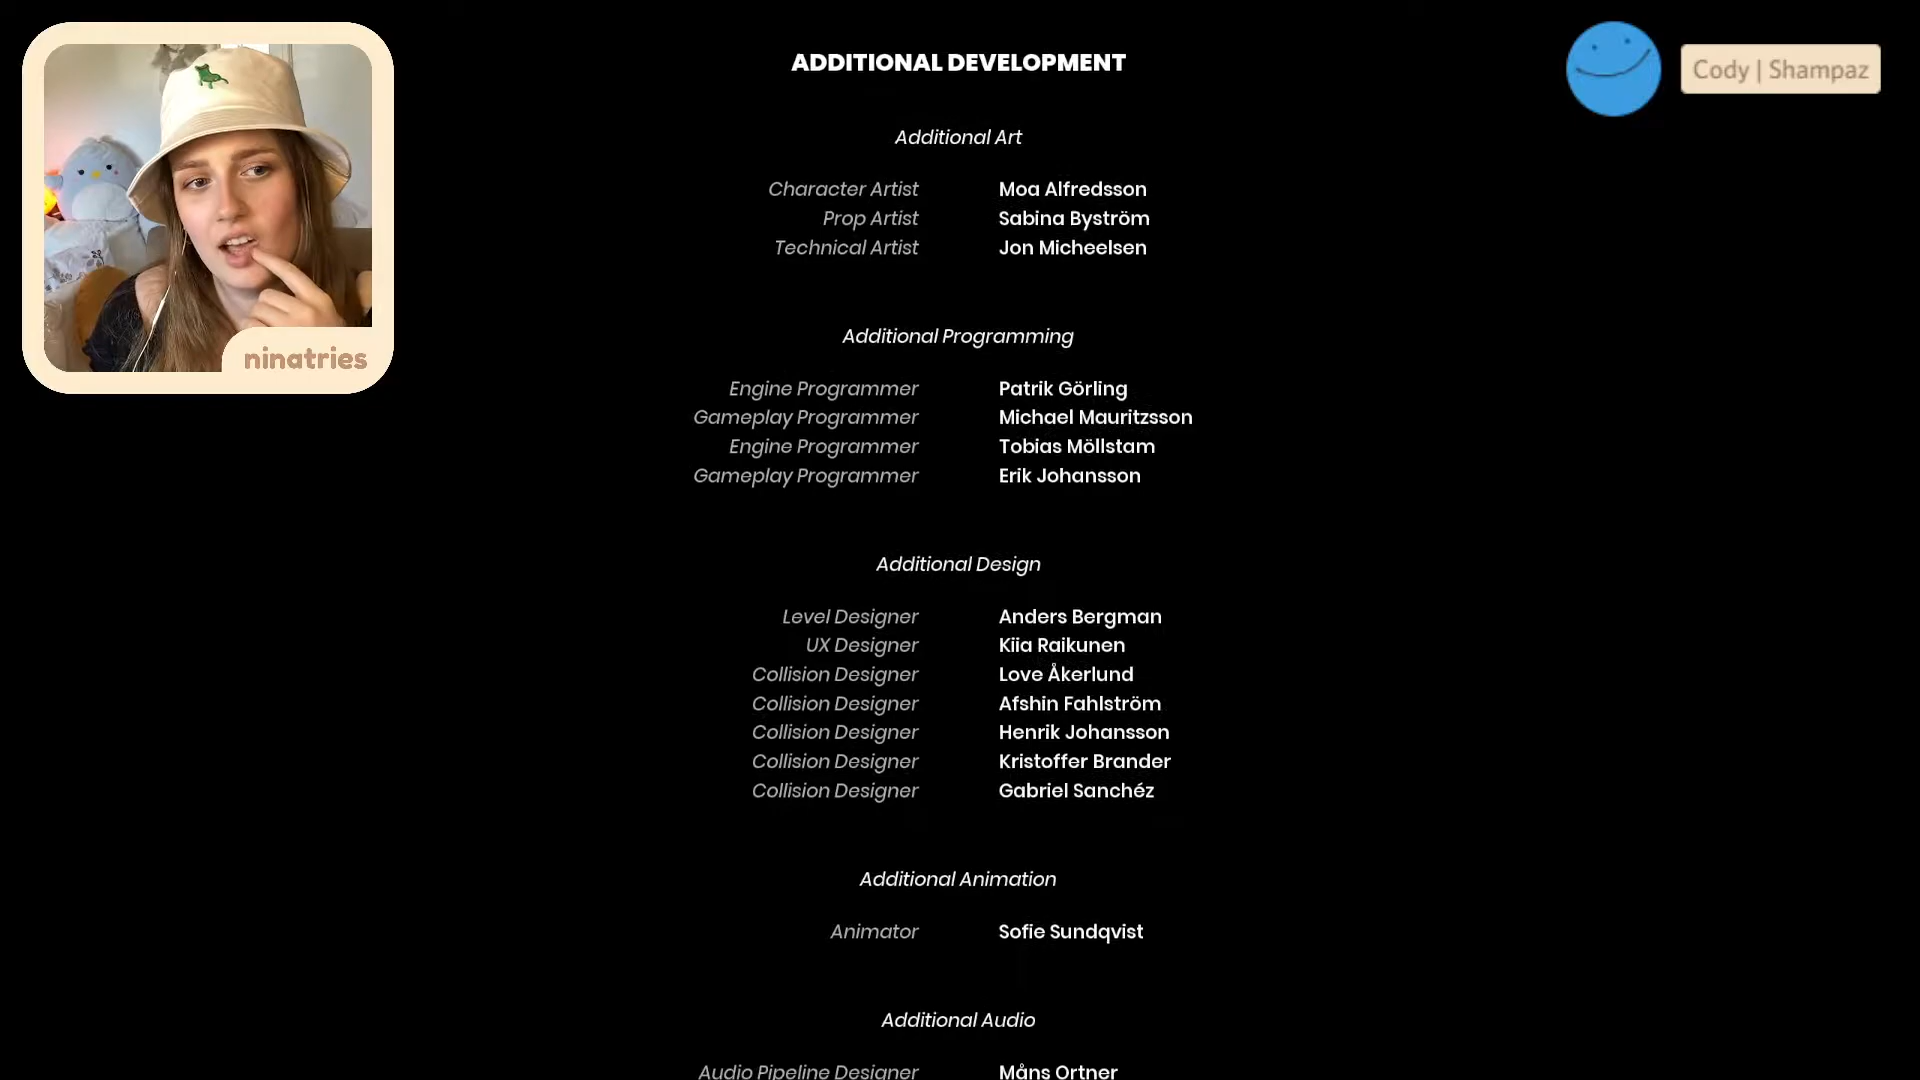 ninatries
Cody | Shampaz
ADDITIONAL DEVELOPMENT
Additional Art
Character Artist Moa Alfredsson
Prop Artist Sabina Byström
Technical Artist Jon Micheelsen
Additional Programming
Engine Programmer Patrik Görling
Gameplay Programmer Michael Mauritzsson
Engine Programmer Tobias Möllstam
Gameplay Programmer Erik Johansson
Additional Design
Level Designer Anders Bergman
UX Designer Kiia Raikunen
Collision Designer Love Åkerlund
Collision Designer Afshin Fahlström
Collision Designer Henrik Johansson
Collision Designer Kristoffer Brander
Collision Designer Gabriel Sanchéz
Additional Animation
Animator Sofie Sundqvist
Additional Audio
Audio Pipeline Designer Måns Ortner